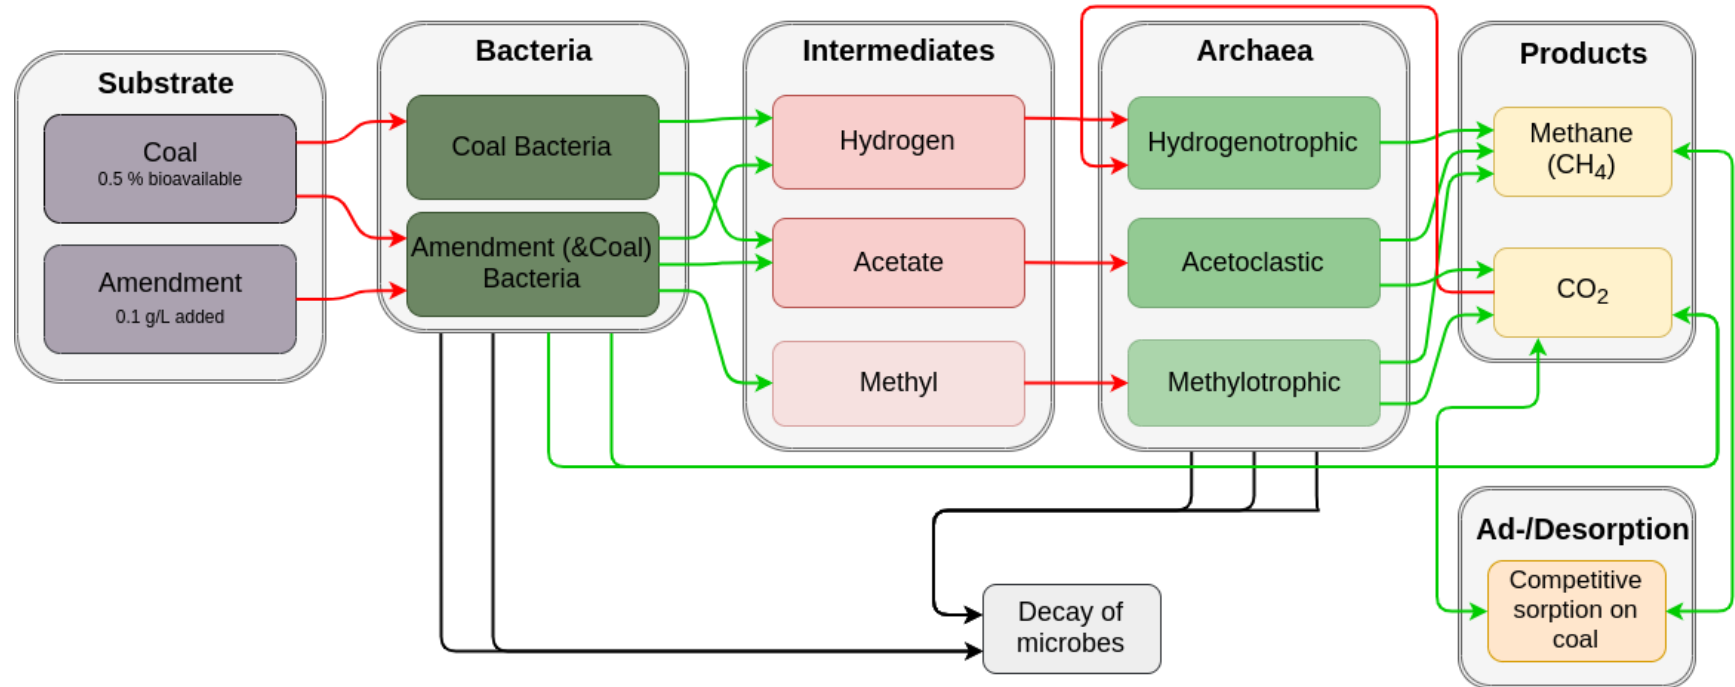 Substrate
Coal
0.5 % bioavailable
Amendment
0.1 g/L added
Bacteria
Coal Bacteria
Amendment (&Coal)
Bacteria
Intermediates
Hydrogen
Acetate
Methyl
Archaea
Hydrogenotrophic
Acetoclastic
Methylotrophic
Products
Methane
(CH₄)
CO₂
Ad-/Desorption
Competitive
sorption on
coal
Decay of
microbes